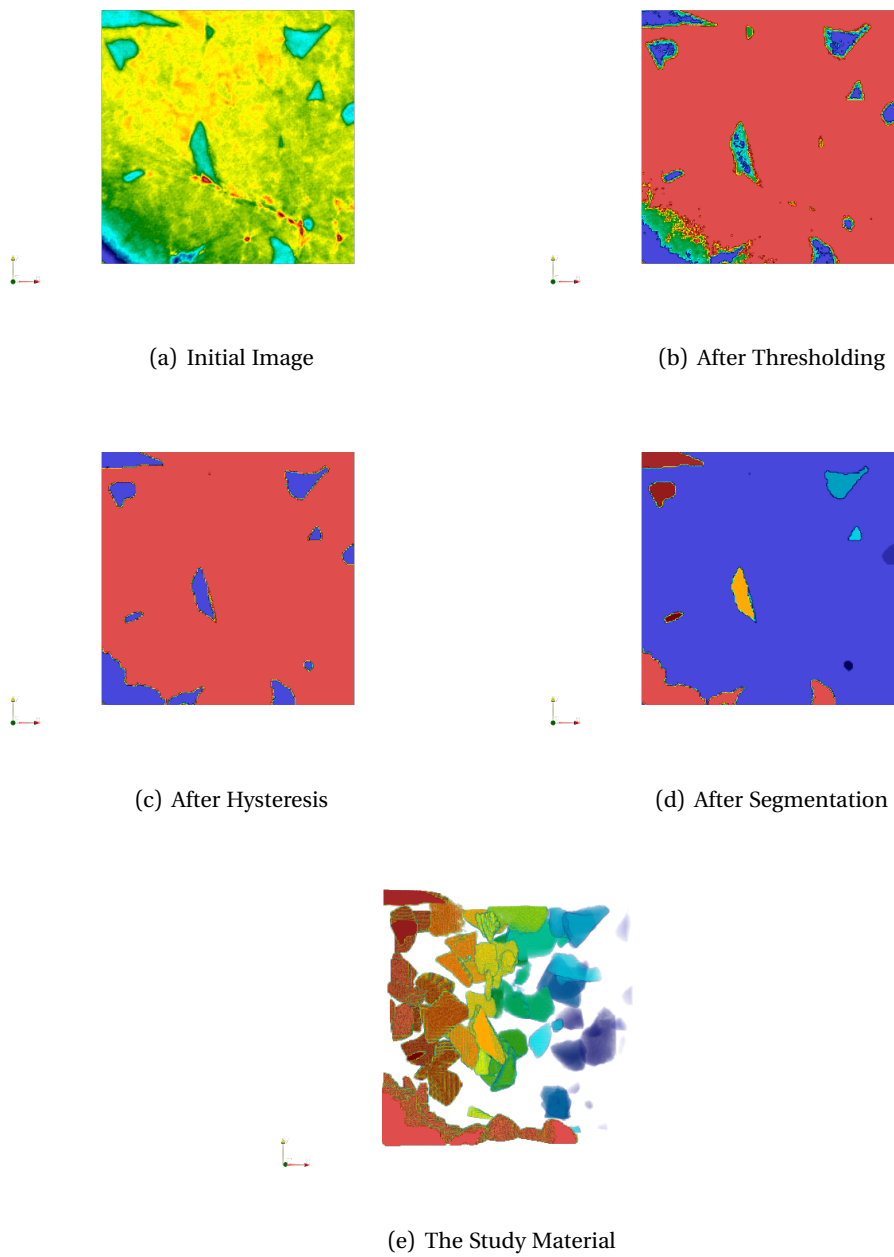 (a) Initial Image
(b) After Thresholding
(c) After Hysteresis
(d) After Segmentation
(e) The Study Material